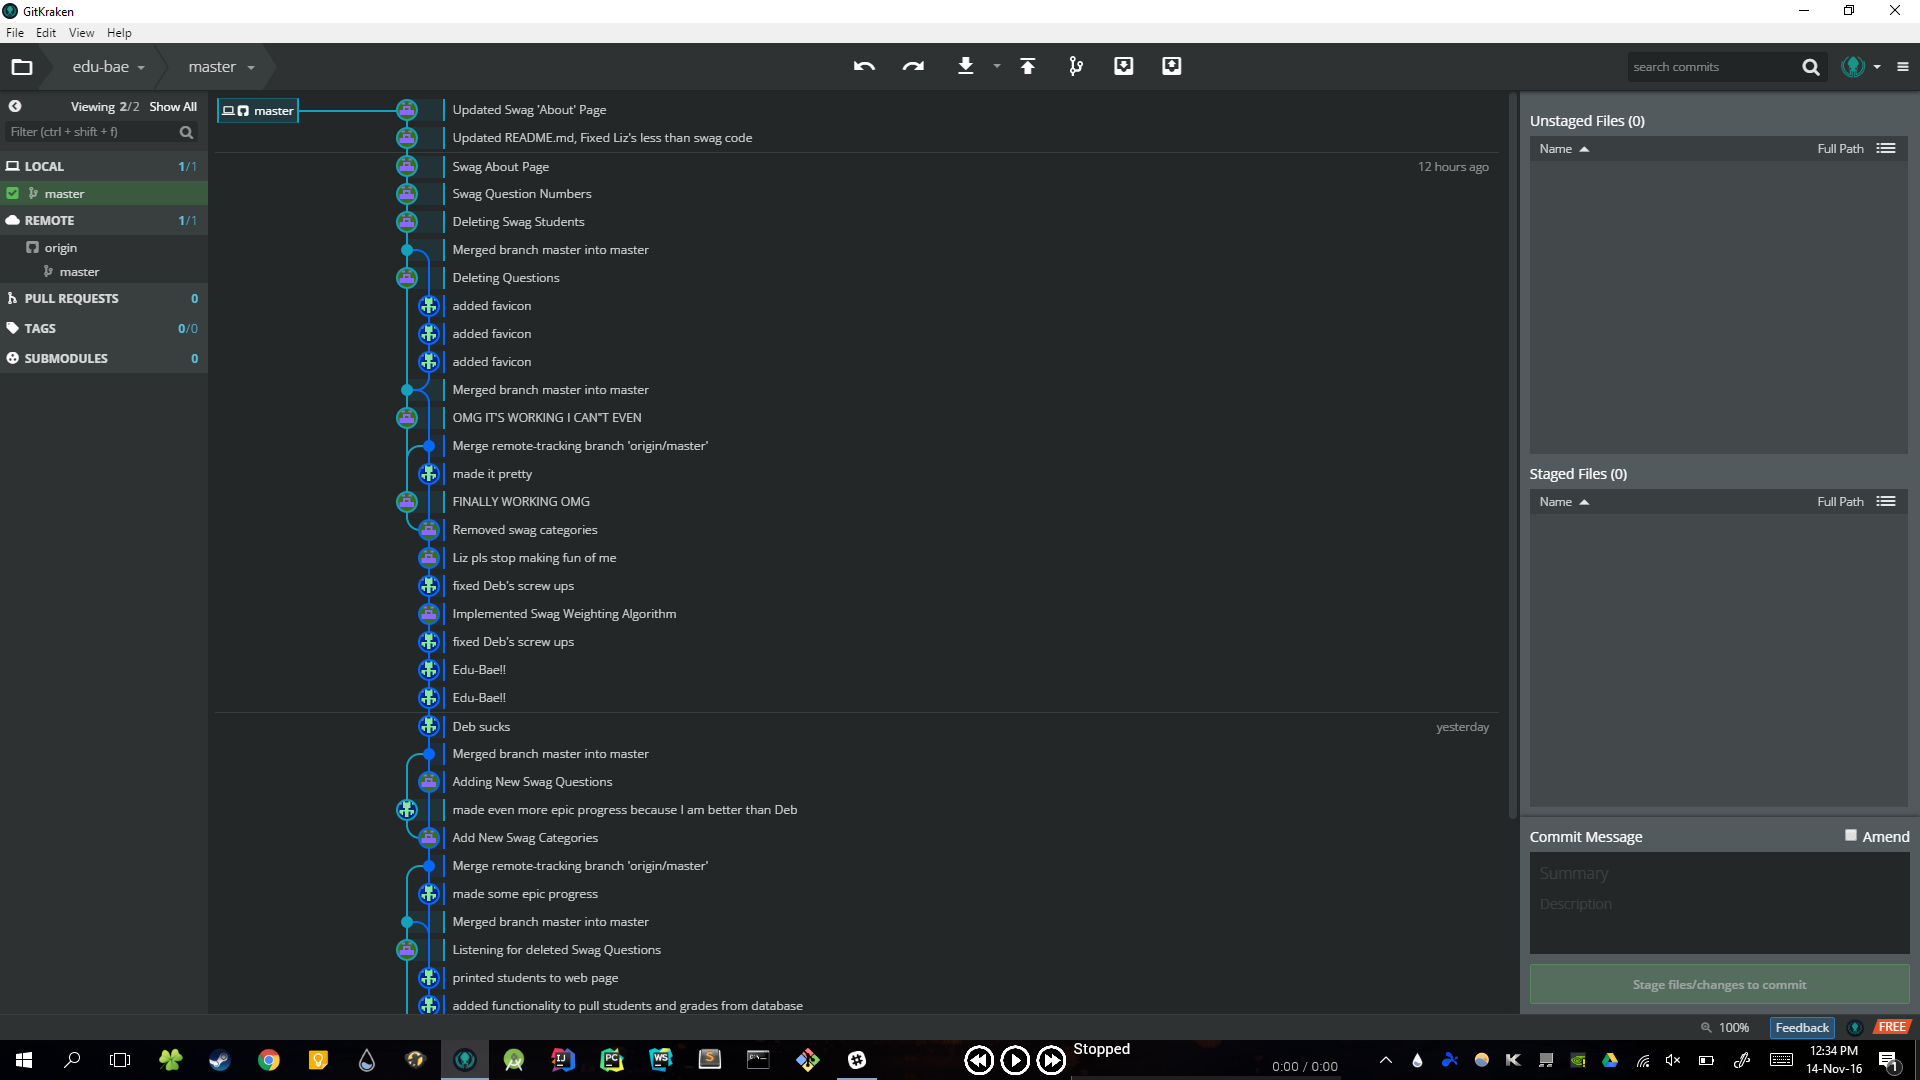 GitKraken
File Edit View Help
edu-bae master search commits
Viewing 2/2 Show All
Filter (ctrl + shift + f)
LOCAL 1/1
master
REMOTE 1/1
origin
master
PULL REQUESTS 0
TAGS 0/0
SUBMODULES 0
master
Updated Swag 'About' Page
Updated README.md, Fixed Liz's less than swag code
Swag About Page 12 hours ago
Swag Question Numbers
Deleting Swag Students
Merged branch master into master
Deleting Questions
added favicon
added favicon
added favicon
Merged branch master into master
OMG IT'S WORKING I CAN"T EVEN
Merge remote-tracking branch 'origin/master'
made it pretty
FINALLY WORKING OMG
Removed swag categories
Liz pls stop making fun of me
fixed Deb's screw ups
Implemented Swag Weighting Algorithm
fixed Deb's screw ups
Edu-Bae!!
Edu-Bae!!
Deb sucks yesterday
Merged branch master into master
Adding New Swag Questions
made even more epic progress because I am better than Deb
Add New Swag Categories
Merge remote-tracking branch 'origin/master'
made some epic progress
Merged branch master into master
Listening for deleted Swag Questions
printed students to web page
added functionality to pull students and grades from database
Unstaged Files (0)
Name Full Path
Staged Files (0)
Name Full Path
Commit Message Amend
Summary
Description
Stage files/changes to commit
100% Feedback FREE
IJ PC WS S
Stopped
0:00 / 0:00
K
12:34 PM
14-Nov-16
1